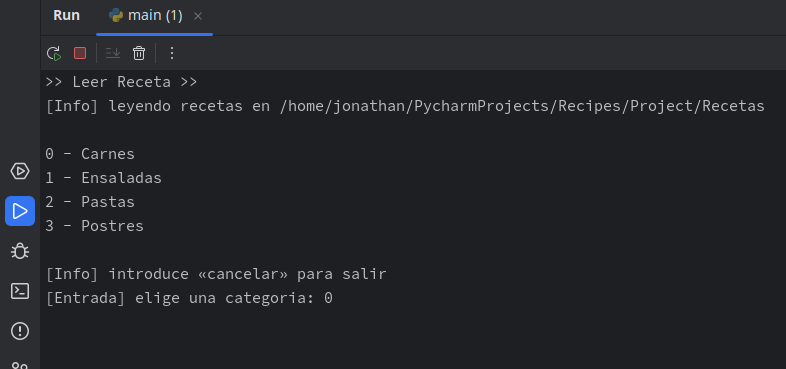 Run main (1)
>> Leer Receta >>
[Info] leyendo recetas en /home/jonathan/PycharmProjects/Recipes/Project/Recetas
0 - Carnes
1 - Ensaladas
2 - Pastas
3 - Postres
[Info] introduce «cancelar» para salir
[Entrada] elige una categoria: 0